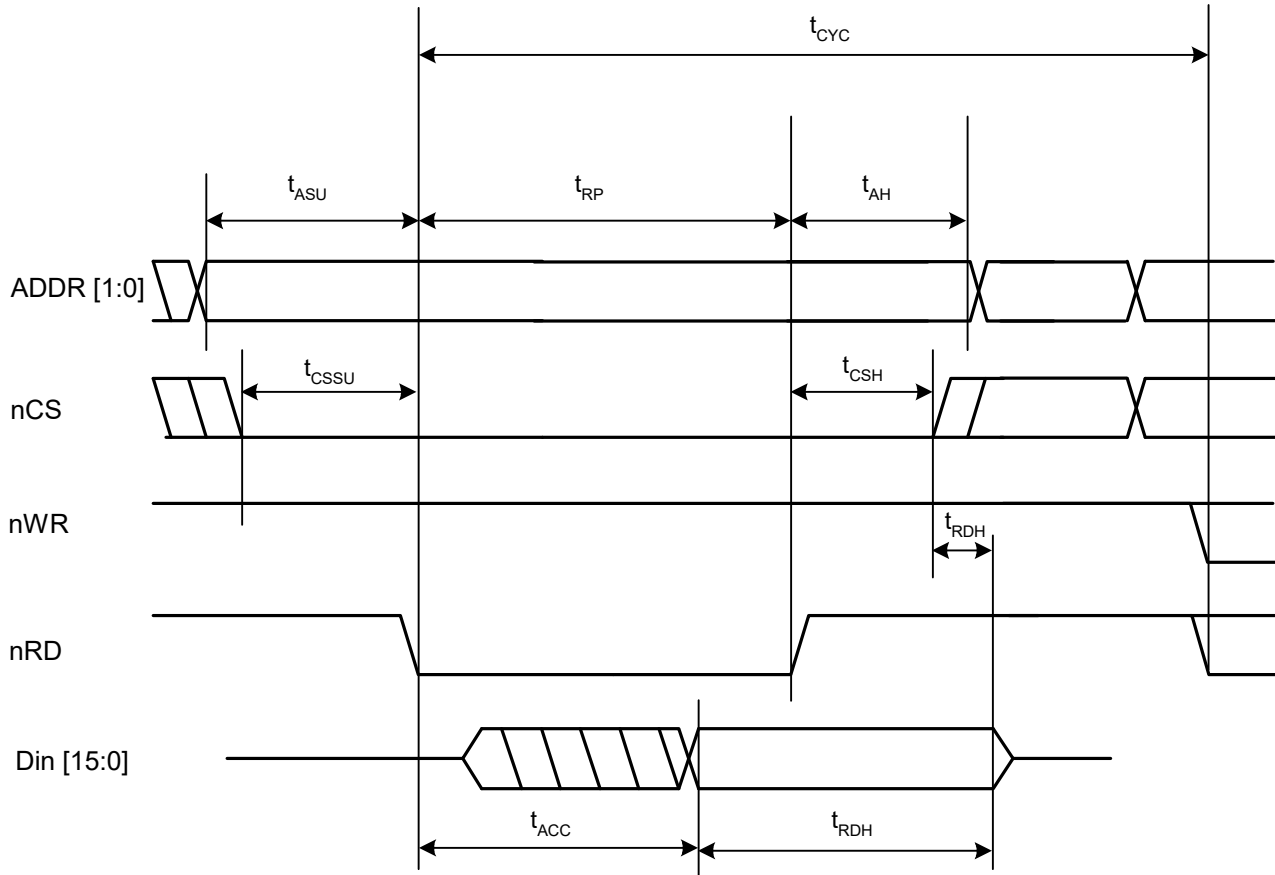 tCYC
tASU
tRP
tAH
ADDR [1:0]
tCSSU
tCSH
nCS
nWR
tRDH
nRD
Din [15:0]
tACC
tRDH